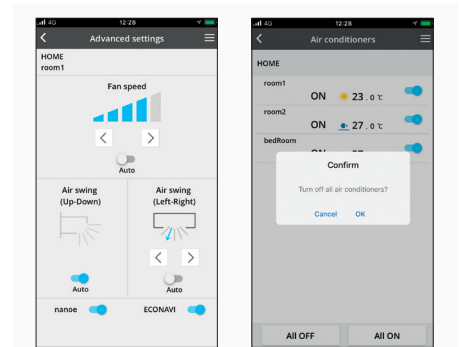 4G 12:28
Advanced settings
HOME
room1
Fan speed
Auto
Air swing
(Up-Down)
Auto
Air swing
(Left-Right)
Auto
nanoe
ECONAVI
4G 12:28
Air conditioners
HOME
room1
ON 23.0 ℃
room2
ON 27.0 ℃
bedRoom
Confirm
Turn off all air conditioners?
Cancel OK
All OFF All ON